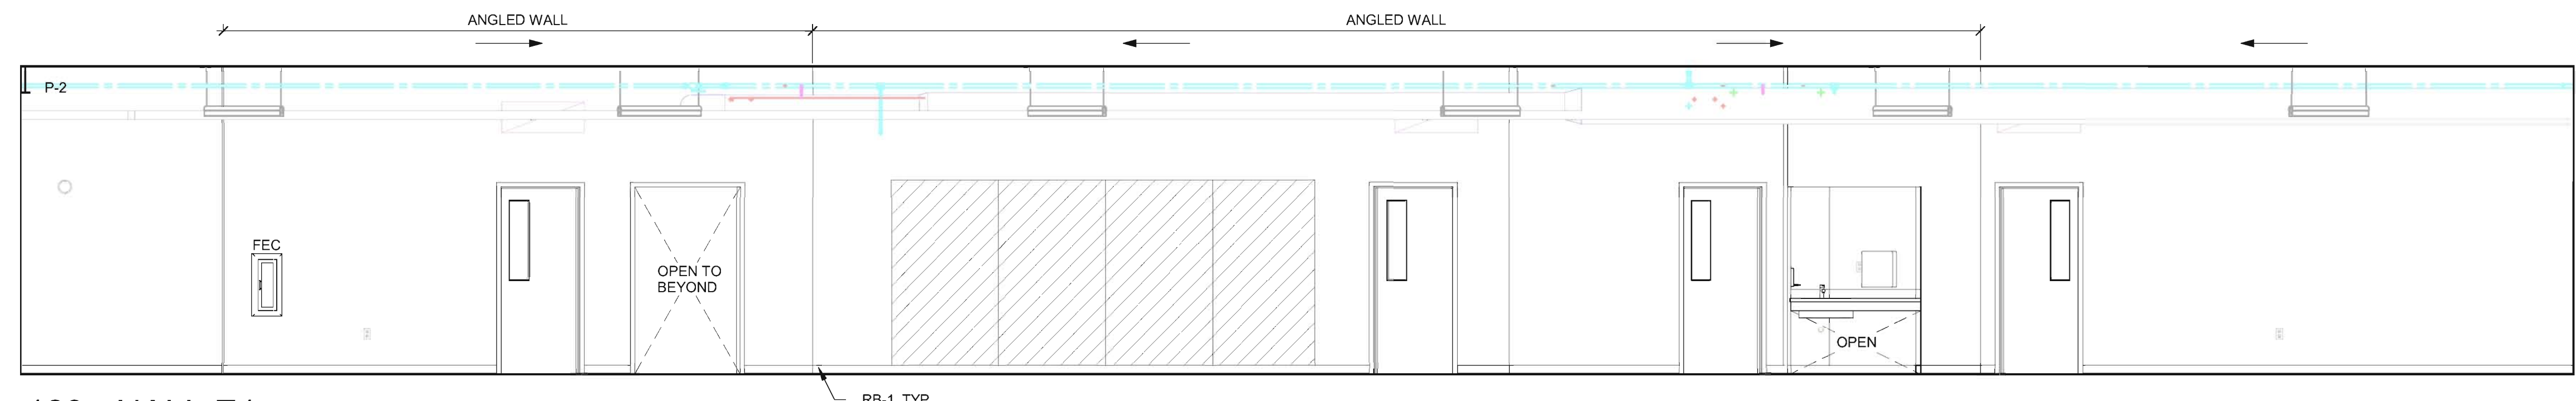 ANGLED WALL
ANGLED WALL
P-2
FEC
OPEN TO
BEYOND
OPEN
RB-1, TYP